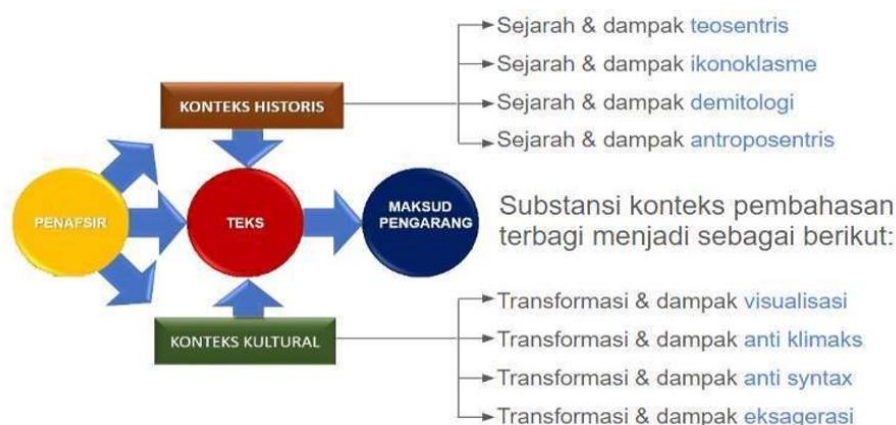 Sejarah & dampak teosentris
Sejarah & dampak ikonoklasme
Sejarah & dampak demitologi
Sejarah & dampak antroposentris
KONTEKS HISTORIS
PENAFSIR
TEKS
MAKSUD
PENGARANG
Substansi konteks pembahasan
terbagi menjadi sebagai berikut:
KONTEKS KULTURAL
Transformasi & dampak visualisasi
Transformasi & dampak anti klimaks
Transformasi & dampak anti syntax
Transformasi & dampak eksagerasi